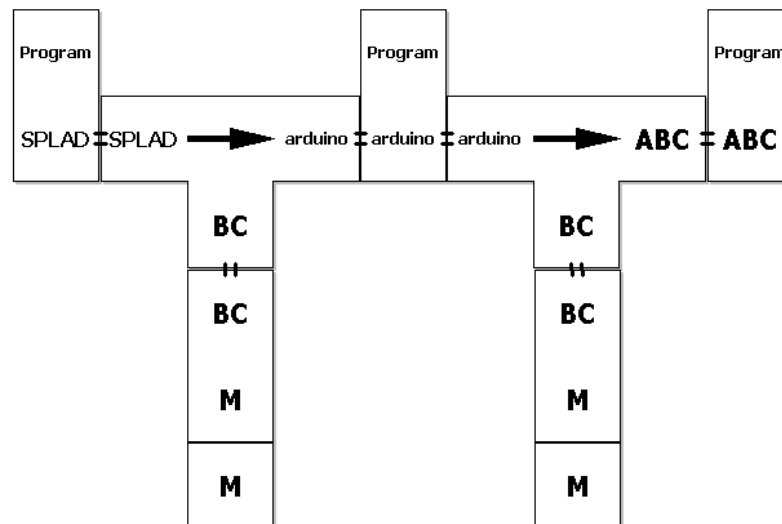 Program Program Program
SPLAD SPLAD arduino arduino arduino ABC ABC
BC BC
BC BC
M M
M M